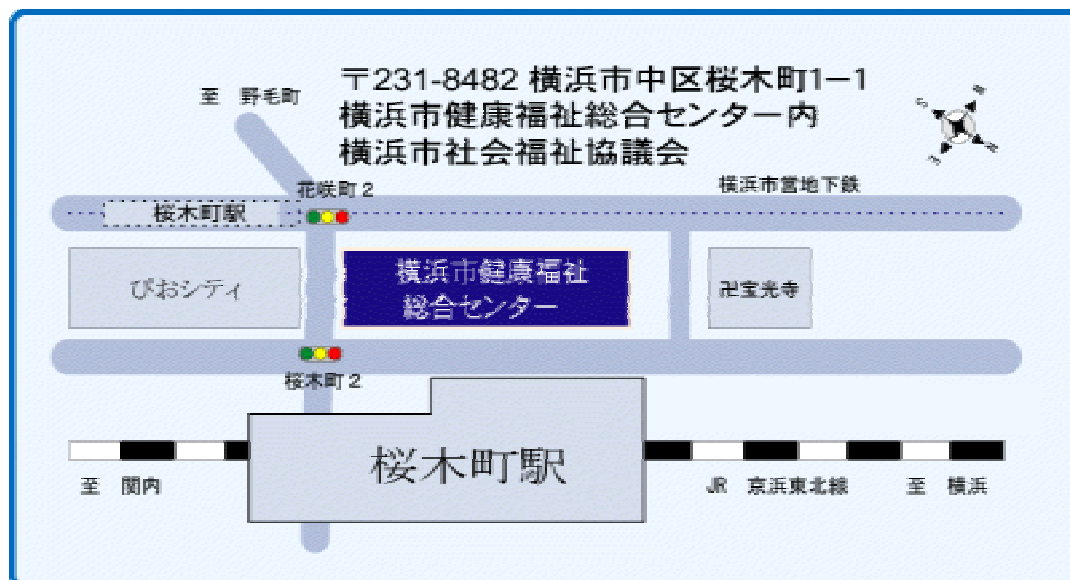 〒231-8482 横浜市中区桜木町1ー1
横浜市健康福祉総合センター内
横浜市社会福祉協議会
至 野毛町
花咲町2
横浜市営地下鉄
桜木町駅
ぴおシティ
横浜市健康福祉
総合センター
卍宝光寺
桜木町2
桜木町駅
至 関内
JR 京浜東北線
至 横浜